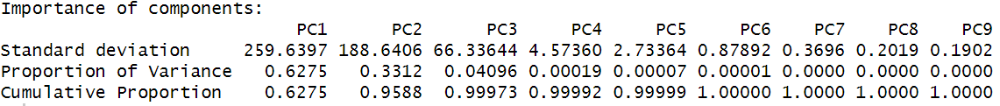 Importance of components:
PC1 PC2 PC3 PC4 PC5 PC6 PC7 PC8 PC9
Standard deviation 259.6397 188.6406 66.33644 4.57360 2.73364 0.87892 0.3696 0.2019 0.1902
Proportion of Variance 0.6275 0.3312 0.04096 0.00019 0.00007 0.00001 0.0000 0.0000 0.0000
Cumulative Proportion 0.6275 0.9588 0.99973 0.99992 0.99999 1.00000 1.0000 1.0000 1.0000